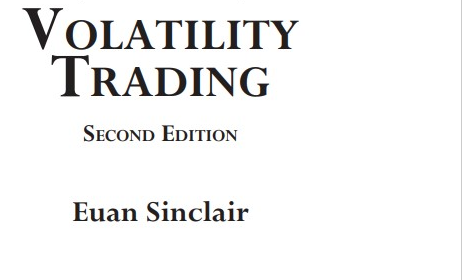 VOLATILITY
TRADING
SECOND EDITION
Euan Sinclair